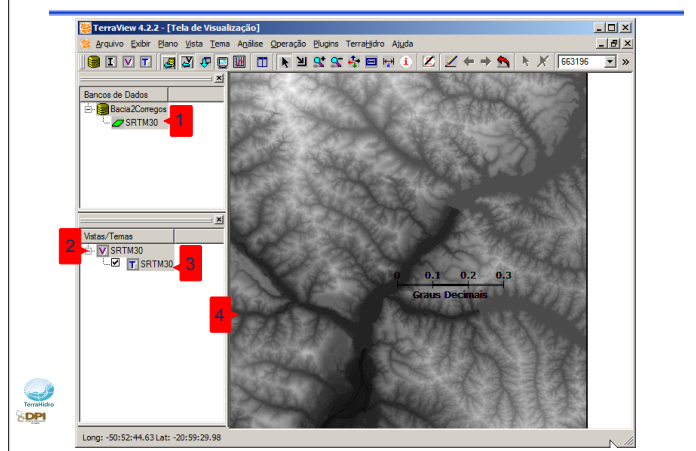 TerraView 4.2.2 - [Tela de Visualização]
Arquivo Exibir Plano Vista Tema Análise Operação Plugins TerraHidro Ajuda
I V T 663196 »
Bancos de Dados
Bacia2Corregos
SRTM30
1
Vistas/Temas
2
V SRTM30
T SRTM30
3
0 0.1 0.2 0.3
Graus Decimais
4
TerraHidro
DPI
Long: -50:52:44.63 Lat: -20:59:29.98